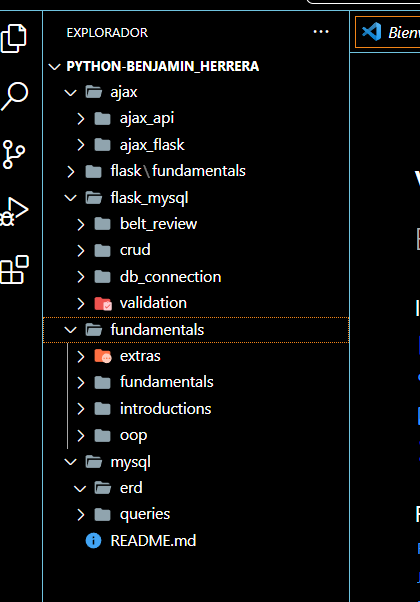 EXPLORADOR
PYTHON-BENJAMIN_HERRERA
ajax
ajax_api
ajax_flask
flask\fundamentals
flask_mysql
belt_review
crud
db_connection
validation
fundamentals
extras
fundamentals
introductions
oop
mysql
erd
queries
README.md